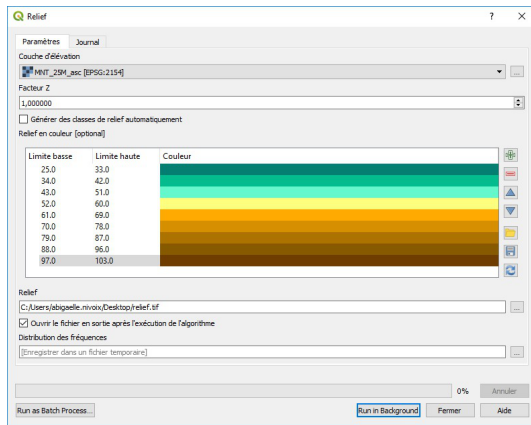 Relief
Paramètres Journal
Couche d'élévation
MNT_25M_asc [EPSG:2154]
Facteur Z
1,000000
Générer des classes de relief automatiquement
Relief en couleur [optional]
Limite basse Limite haute Couleur
25.0 33.0
34.0 42.0
43.0 51.0
52.0 60.0
61.0 69.0
70.0 78.0
79.0 87.0
88.0 96.0
97.0 103.0
Relief
C:/Users/abigaelle.nivoix/Desktop/relief.tif
Ouvrir le fichier en sortie après l'exécution de l'algorithme
Distribution des fréquences
[Enregistrer dans un fichier temporaire]
0% Annuler
Run as Batch Process... Run in Background Fermer Aide